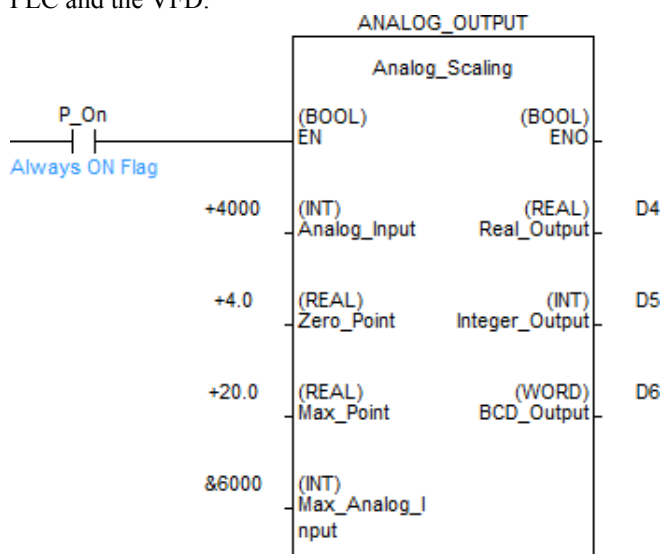 PLC and the VFD.
ANALOG_OUTPUT
Analog_Scaling
P_On
Always ON Flag
(BOOL) (BOOL)
EN ENO
+4000 (INT) (REAL) D4
Analog_Input Real_Output
+4.0 (REAL) (INT) D5
Zero_Point Integer_Output
+20.0 (REAL) (WORD) D6
Max_Point BCD_Output
&6000 (INT)
Max_Analog_I
nput